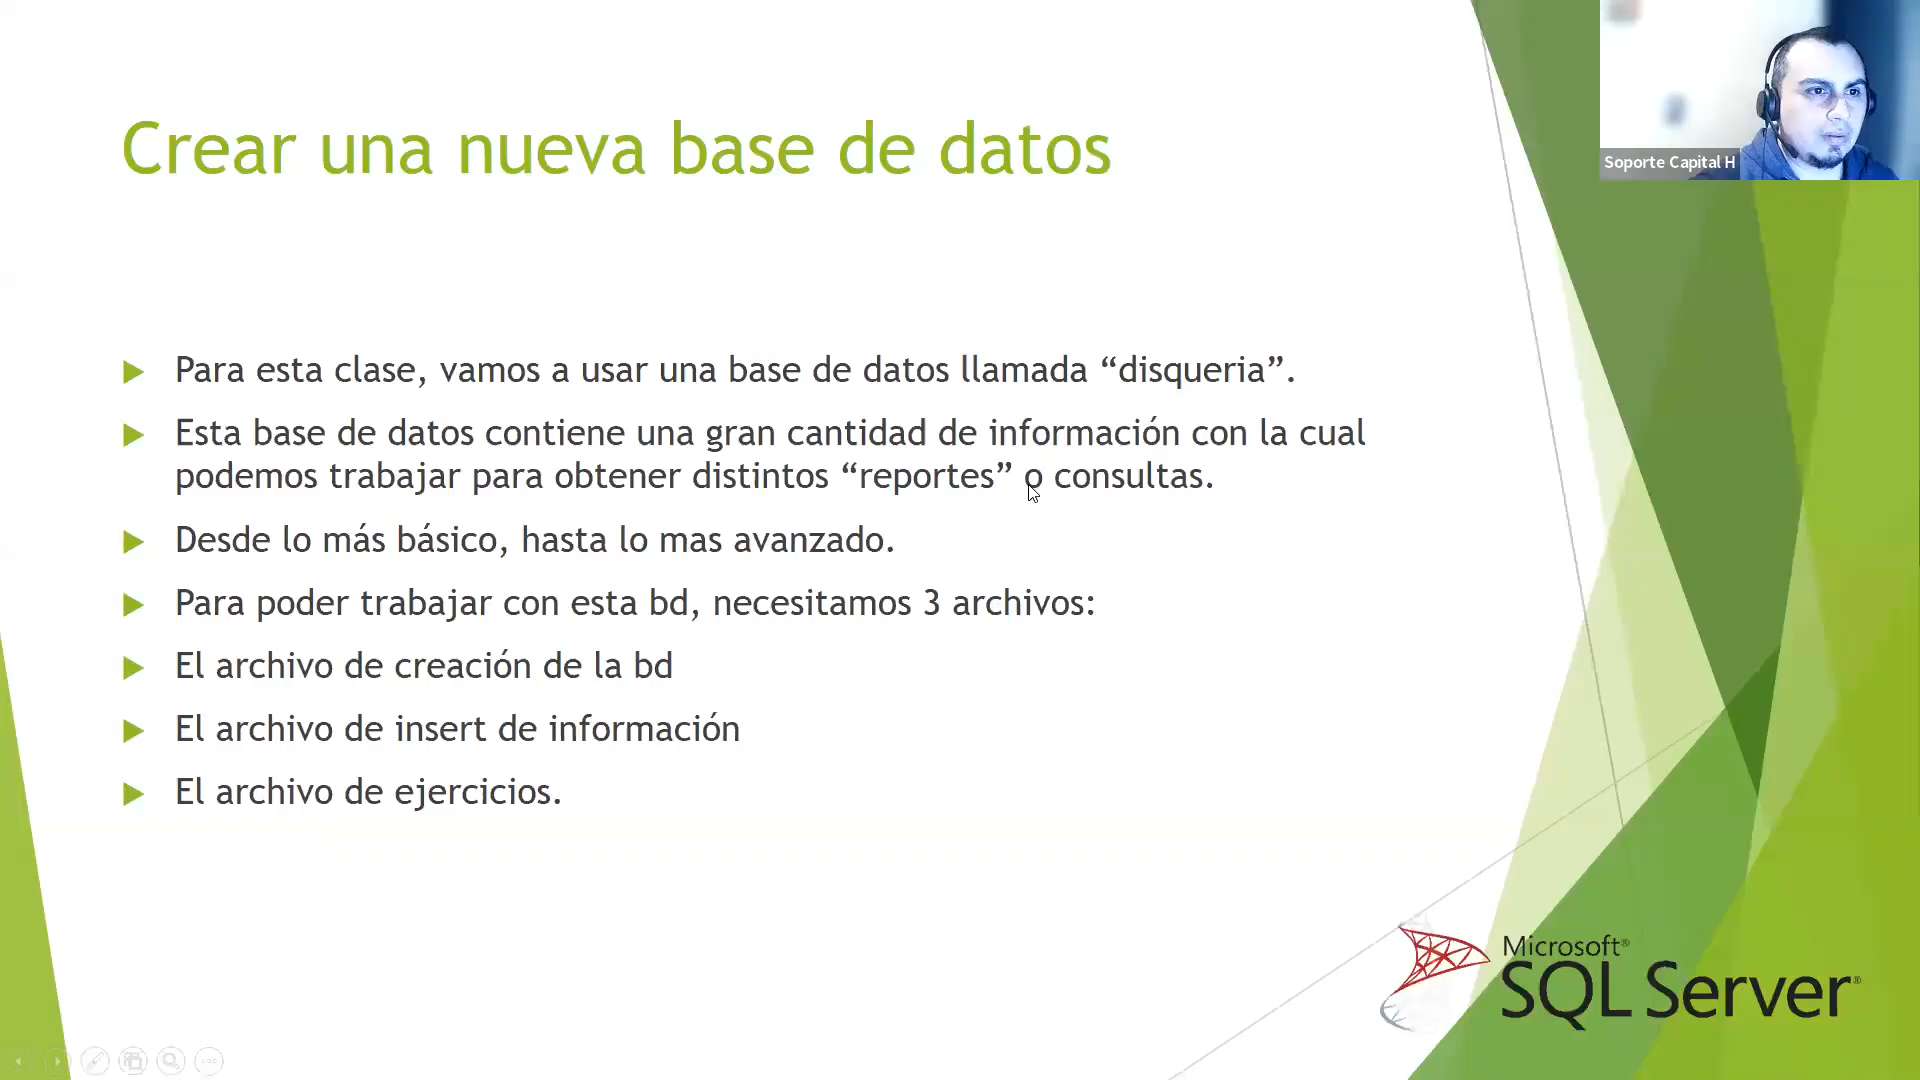 Crear una nueva base de datos
Soporte Capital H
Para esta clase, vamos a usar una base de datos llamada “disqueria”.
Esta base de datos contiene una gran cantidad de información con la cual
podemos trabajar para obtener distintos “reportes” o consultas.
Desde lo más básico, hasta lo mas avanzado.
Para poder trabajar con esta bd, necesitamos 3 archivos:
El archivo de creación de la bd
El archivo de insert de información
El archivo de ejercicios.
Microsoft®
SQL Server®